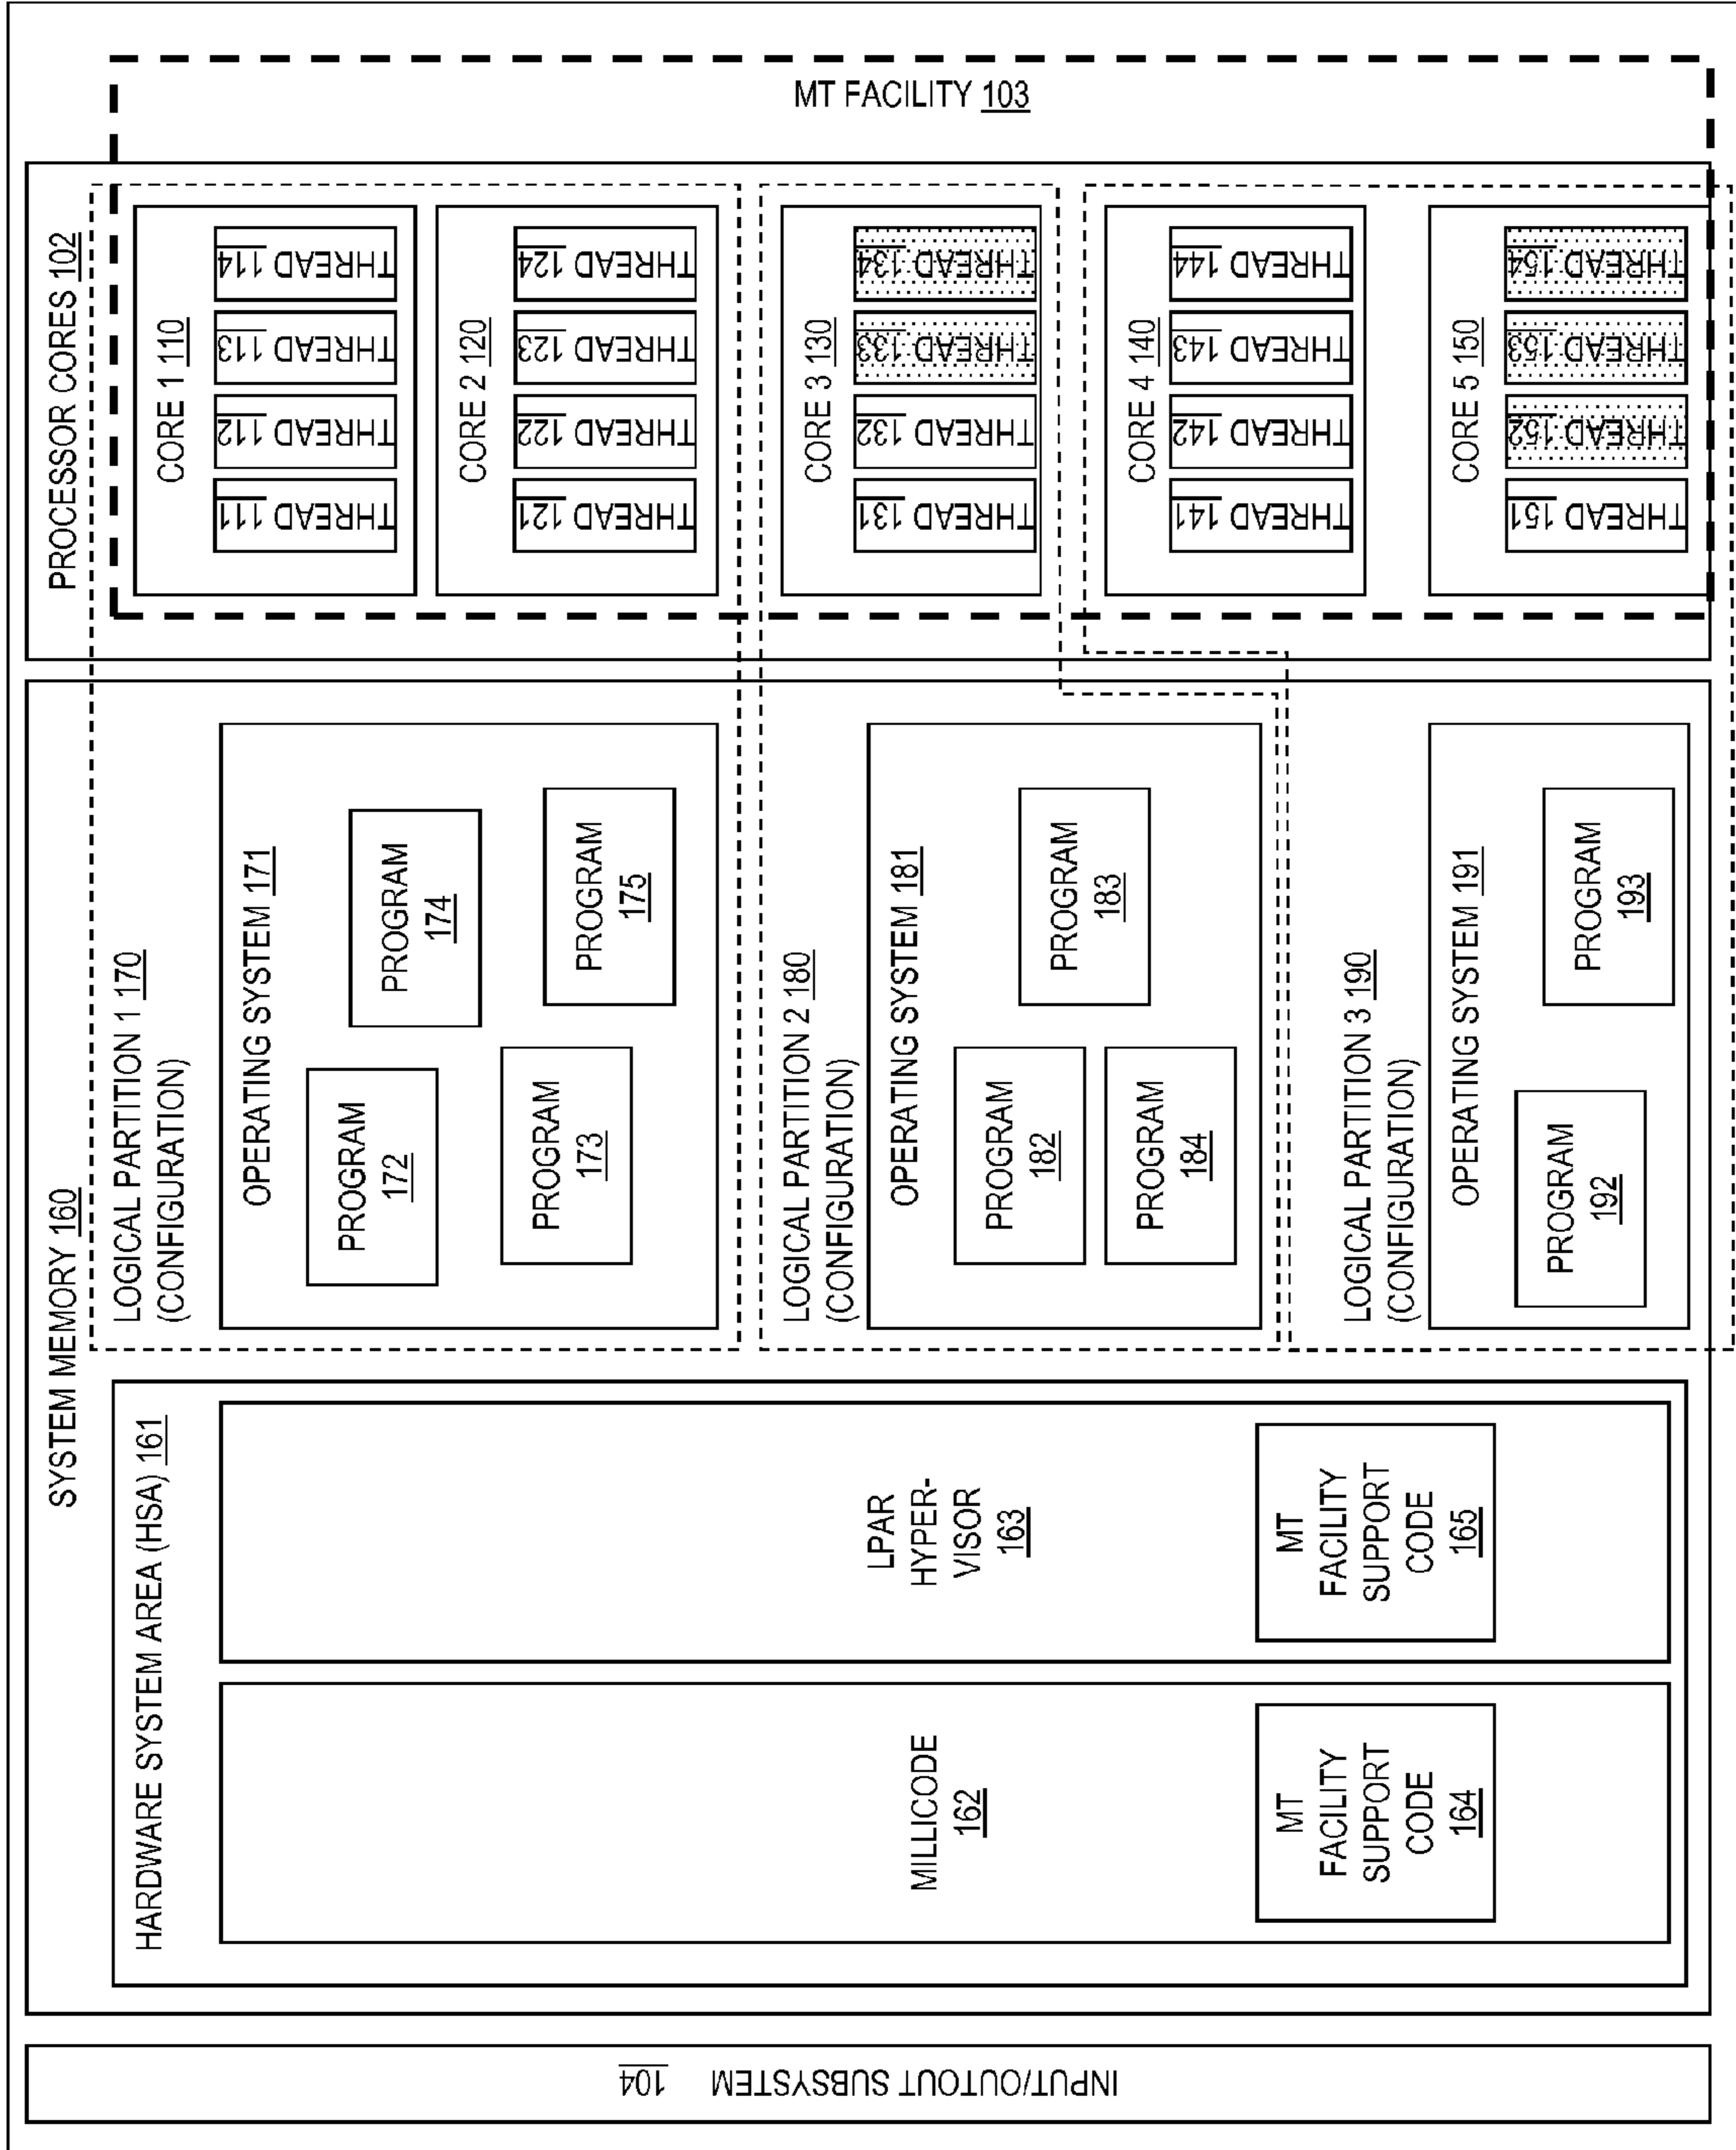 PROCESSOR CORES 102
MT FACILITY 103
CORE 1 110
THREAD 111
THREAD 112
THREAD 113
THREAD 114
CORE 2 120
THREAD 121
THREAD 122
THREAD 123
THREAD 124
CORE 3 130
THREAD 131
THREAD 132
THREAD 133
THREAD 134
CORE 4 140
THREAD 141
THREAD 142
THREAD 143
THREAD 144
CORE 5 150
THREAD 151
THREAD 152
THREAD 153
THREAD 154
SYSTEM MEMORY 160
LOGICAL PARTITION 1 170
(CONFIGURATION)
OPERATING SYSTEM 171
PROGRAM
172
PROGRAM
174
PROGRAM
173
PROGRAM
175
LOGICAL PARTITION 2 180
(CONFIGURATION)
OPERATING SYSTEM 181
PROGRAM
182
PROGRAM
183
PROGRAM
184
LOGICAL PARTITION 3 190
(CONFIGURATION)
OPERATING SYSTEM 191
PROGRAM
192
PROGRAM
193
HARDWARE SYSTEM AREA (HSA) 161
MILLICODE
162
MT
FACILITY
SUPPORT
CODE
164
LPAR
HYPER-
VISOR
163
MT
FACILITY
SUPPORT
CODE
165
INPUT/OUTOUT SUBSYSTEM 104